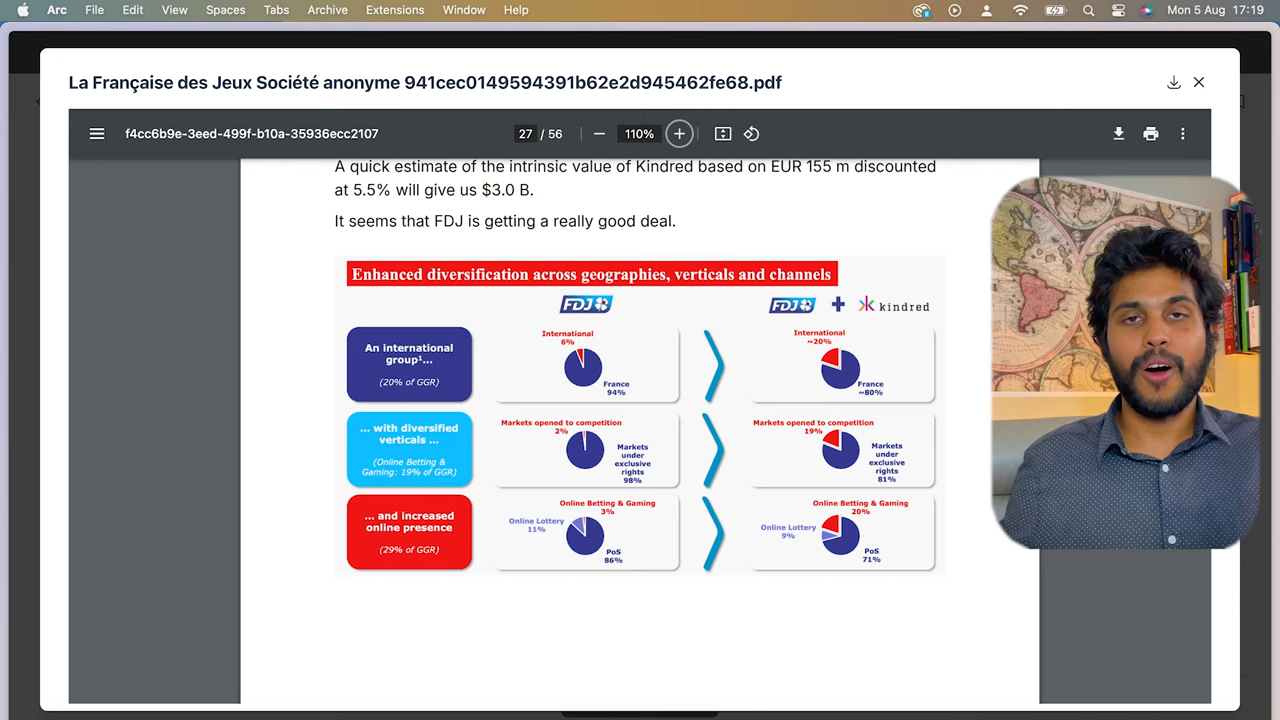 Arc File Edit View Spaces Tabs Archive Extensions Window Help Mon 5 Aug 17:19
La Française des Jeux Société anonyme 941cec0149594391b62e2d945462fe68.pdf
f4cc6b9e-3eed-499f-b10a-35936ecc2107 27 / 56 110%
A quick estimate of the intrinsic value of Kindred based on EUR 155 m discounted
at 5.5% will give us $3.0 B.
It seems that FDJ is getting a really good deal.
Enhanced diversification across geographies, verticals and channels
FDJ
FDJ + kindred
An international
group¹...
(20% of GGR)
International
6%
France
94%
International
~20%
France
~80%
... with diversified
verticals ...
(Online Betting &
Gaming: 19% of GGR)
Markets opened to competition
2%
Markets
under
exclusive
rights
98%
Markets opened to competition
19%
Markets
under
exclusive
rights
81%
... and increased
online presence
(29% of GGR)
Online Betting & Gaming
3%
Online Lottery
11%
PoS
86%
Online Betting & Gaming
20%
Online Lottery
9%
PoS
71%